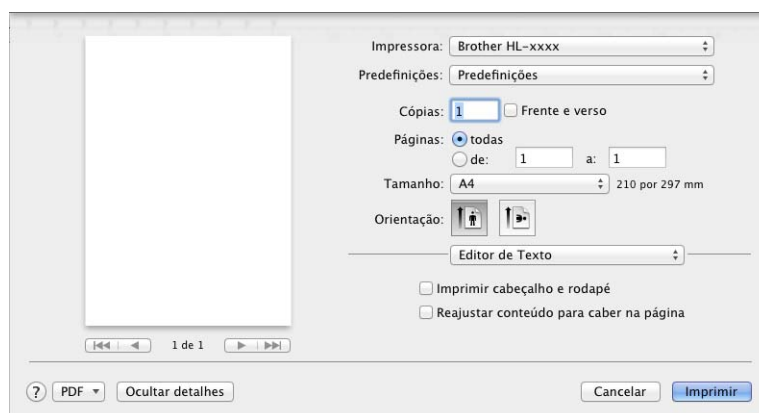 Impressora: Brother HL-xxxx
Predefinições: Predefinições
Cópias: 1 Frente e verso
Páginas: todas
de: 1 a: 1
Tamanho: A4 210 por 297 mm
Orientação:
Editor de Texto
Imprimir cabeçalho e rodapé
Reajustar conteúdo para caber na página
1 de 1
? PDF Ocultar detalhes Cancelar Imprimir